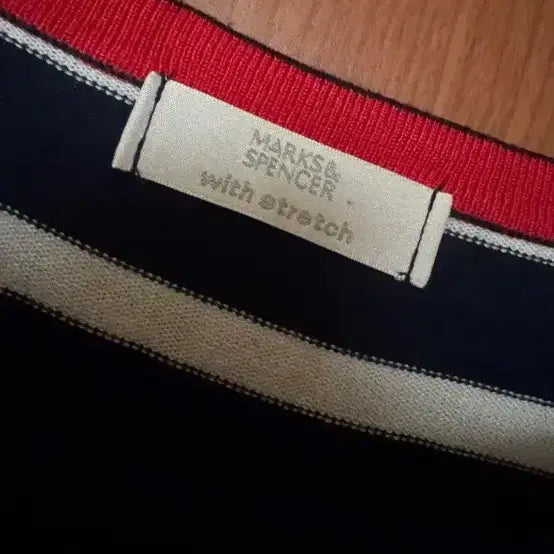 MARKS&
SPENCER
with stretch